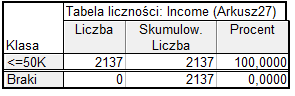 Tabela liczności: Income (Arkusz27)
Klasa Liczba Skumulow. Liczba Procent
<=50K 2137 2137 100,0000
Braki 0 2137 0,0000